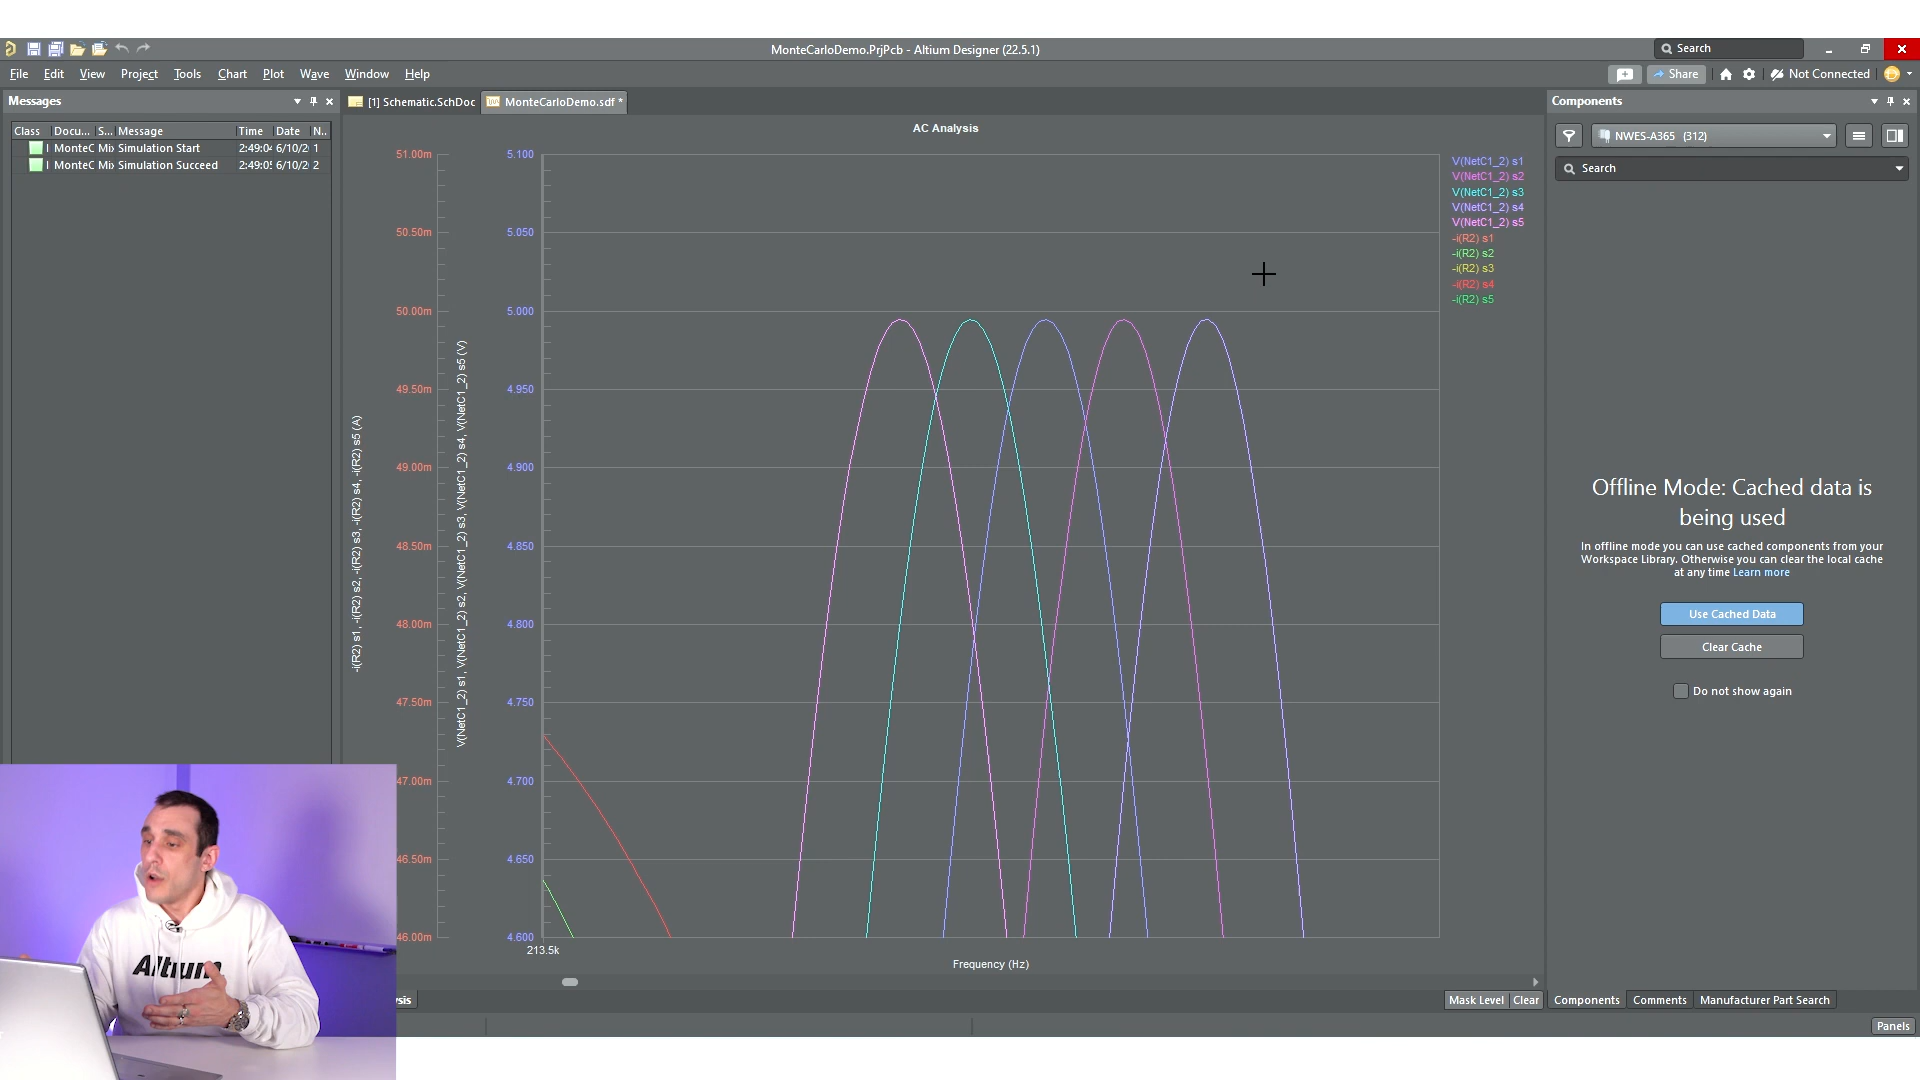 MonteCarloDemo.PrjPcb - Altium Designer (22.5.1)
Search
File Edit View Project Tools Chart Plot Wave Window Help
Share
Not Connected
Messages
[1] Schematic.SchDoc
MonteCarloDemo.sdf *
Components
Class Docu... S... Message Time Date N..
MonteC Mix Simulation Start 2:49:04 6/10/2 1
MonteC Mix Simulation Succeed 2:49:05 6/10/2 2
AC Analysis
51.00m
50.50m
50.00m
49.50m
49.00m
48.50m
48.00m
47.50m
47.00m
46.50m
46.00m
-i(R2) s1, -i(R2) s2, -i(R2) s3, -i(R2) s4, -i(R2) s5 (A)
V(NetC1_2) s1, V(NetC1_2) s2, V(NetC1_2) s3, V(NetC1_2) s4, V(NetC1_2) s5 (V)
5.100
5.050
5.000
4.950
4.900
4.850
4.800
4.750
4.700
4.650
4.600
213.5k
Frequency (Hz)
V(NetC1_2) s1
V(NetC1_2) s2
V(NetC1_2) s3
V(NetC1_2) s4
V(NetC1_2) s5
-i(R2) s1
-i(R2) s2
-i(R2) s3
-i(R2) s4
-i(R2) s5
NWES-A365 (312)
Search
Offline Mode: Cached data is
being used
In offline mode you can use cached components from your
Workspace Library. Otherwise you can clear the local cache
at any time Learn more
Use Cached Data
Clear Cache
Do not show again
Altium
Mask Level Clear
Components Comments Manufacturer Part Search
Panels